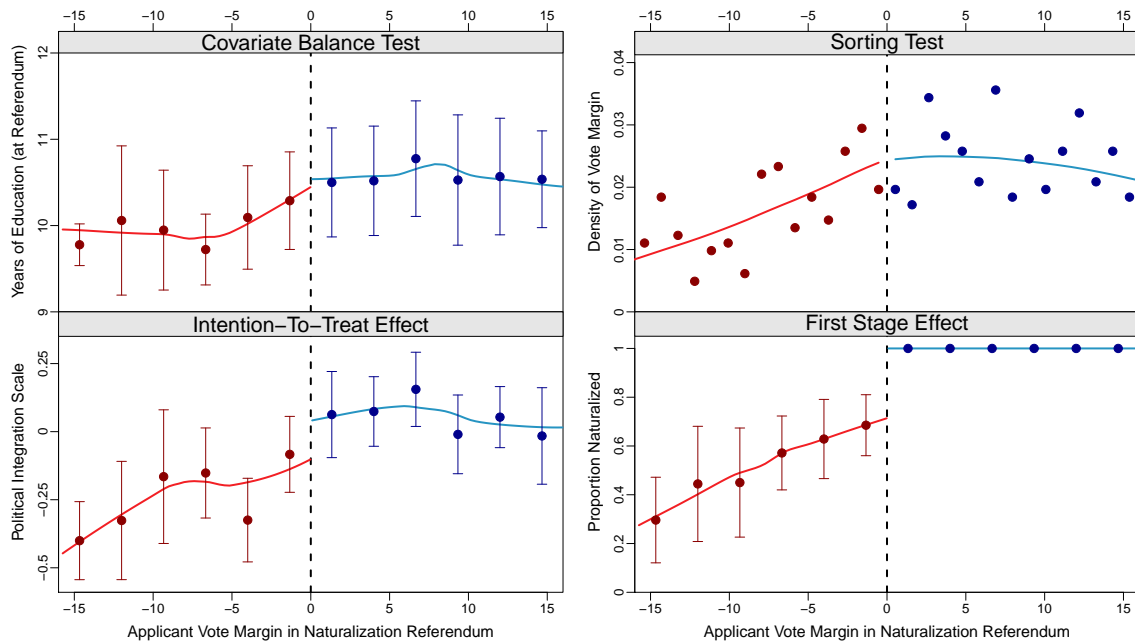 −15 −10 −5 0 5 10 15
−15 −10 −5 0 5 10 15
Covariate Balance Test
Sorting Test
Years of Education (at Referendum)
9 10 11 12
Density of Vote Margin
0 0.01 0.02 0.03 0.04
Intention−To−Treat Effect
First Stage Effect
Political Integration Scale
−0.5 −0.25 0 0.25
Proportion Naturalized
0 0.2 0.4 0.6 0.8 1
−15 −10 −5 0 5 10 15
−15 −10 −5 0 5 10 15
Applicant Vote Margin in Naturalization Referendum
Applicant Vote Margin in Naturalization Referendum